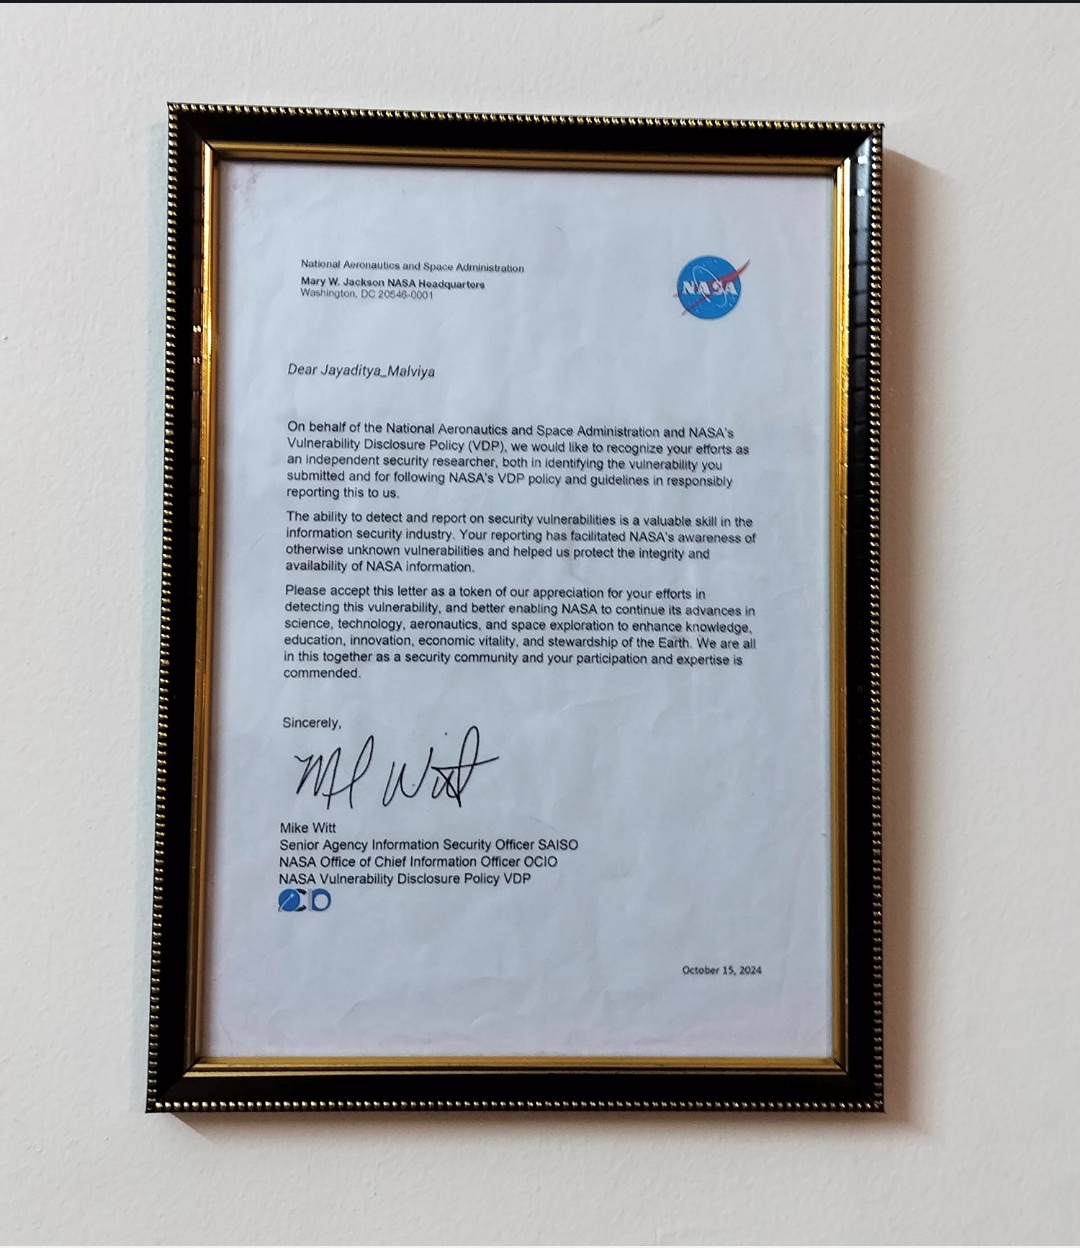 National Aeronautics and Space Administration
Mary W. Jackson NASA Headquarters
Washington, DC 20546-0001
NASA
Dear Jayaditya_Malviya
On behalf of the National Aeronautics and Space Administration and NASA's
Vulnerability Disclosure Policy (VDP), we would like to recognize your efforts as
an independent security researcher, both in identifying the vulnerability you
submitted and for following NASA's VDP policy and guidelines in responsibly
reporting this to us.
The ability to detect and report on security vulnerabilities is a valuable skill in the
information security industry. Your reporting has facilitated NASA's awareness of
otherwise unknown vulnerabilities and helped us protect the integrity and
availability of NASA information.
Please accept this letter as a token of our appreciation for your efforts in
detecting this vulnerability, and better enabling NASA to continue its advances in
science, technology, aeronautics, and space exploration to enhance knowledge,
education, innovation, economic vitality, and stewardship of the Earth. We are all
in this together as a security community and your participation and expertise is
commended.
Sincerely,
Mike Witt
Senior Agency Information Security Officer SAISO
NASA Office of Chief Information Officer OCIO
NASA Vulnerability Disclosure Policy VDP
October 15, 2024